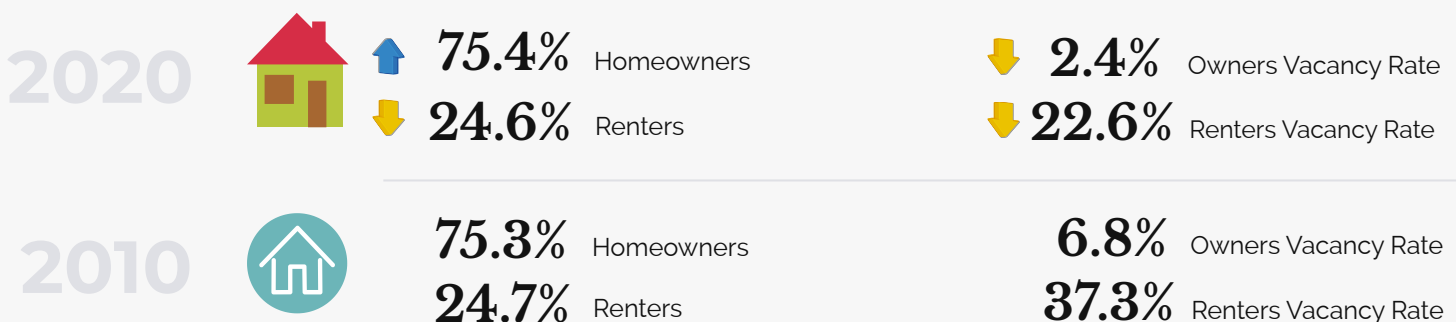 2020
75.4% Homeowners
2.4% Owners Vacancy Rate
24.6% Renters
22.6% Renters Vacancy Rate
2010
75.3% Homeowners
6.8% Owners Vacancy Rate
24.7% Renters
37.3% Renters Vacancy Rate